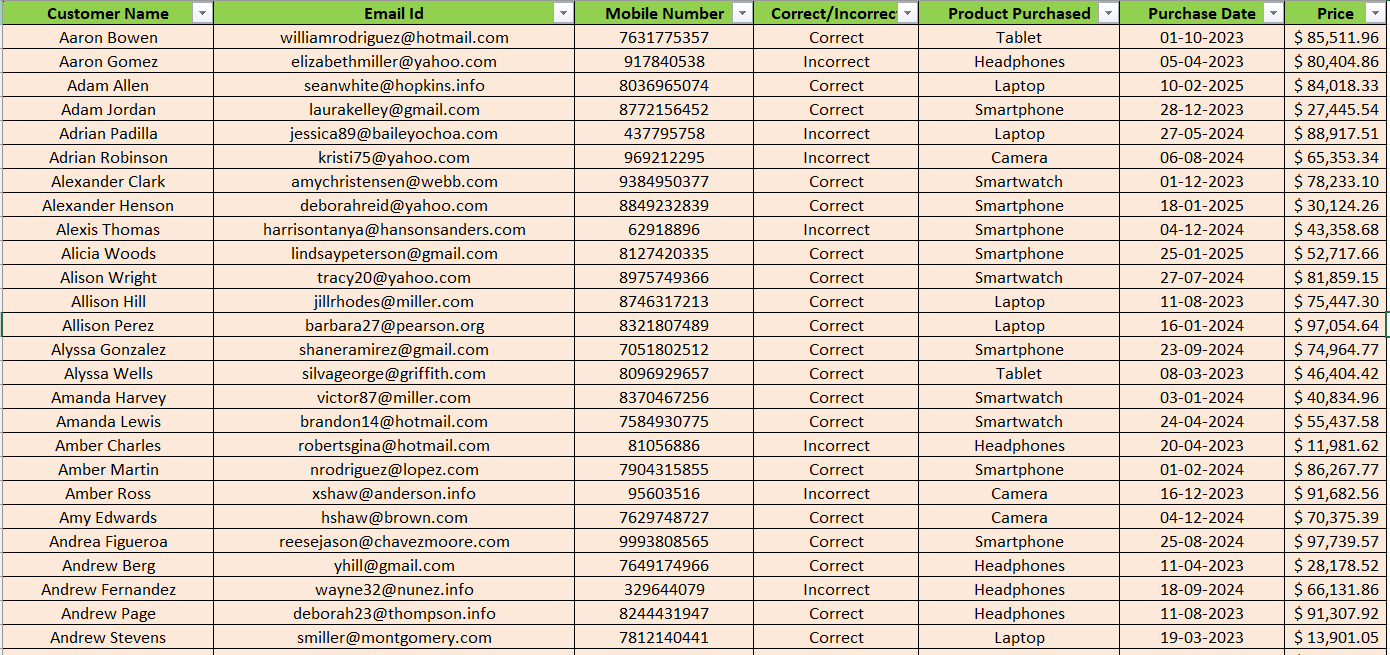 Customer Name Email Id Mobile Number Correct/Incorrec Product Purchased Purchase Date Price
Aaron Bowen williamrodriguez@hotmail.com 7631775357 Correct Tablet 01-10-2023 $ 85,511.96
Aaron Gomez elizabethmiller@yahoo.com 917840538 Incorrect Headphones 05-04-2023 $ 80,404.86
Adam Allen seanwhite@hopkins.info 8036965074 Correct Laptop 10-02-2025 $ 84,018.33
Adam Jordan laurakelley@gmail.com 8772156452 Correct Smartphone 28-12-2023 $ 27,445.54
Adrian Padilla jessica89@baileyochoa.com 437795758 Incorrect Laptop 27-05-2024 $ 88,917.51
Adrian Robinson kristi75@yahoo.com 969212295 Incorrect Camera 06-08-2024 $ 65,353.34
Alexander Clark amychristensen@webb.com 9384950377 Correct Smartwatch 01-12-2023 $ 78,233.10
Alexander Henson deborahreid@yahoo.com 8849232839 Correct Smartphone 18-01-2025 $ 30,124.26
Alexis Thomas harrisontanya@hansonsanders.com 62918896 Incorrect Smartphone 04-12-2024 $ 43,358.68
Alicia Woods lindsaypeterson@gmail.com 8127420335 Correct Smartphone 25-01-2025 $ 52,717.66
Alison Wright tracy20@yahoo.com 8975749366 Correct Smartwatch 27-07-2024 $ 81,859.15
Allison Hill jillrhodes@miller.com 8746317213 Correct Laptop 11-08-2023 $ 75,447.30
Allison Perez barbara27@pearson.org 8321807489 Correct Laptop 16-01-2024 $ 97,054.64
Alyssa Gonzalez shaneramirez@gmail.com 7051802512 Correct Smartphone 23-09-2024 $ 74,964.77
Alyssa Wells silvageorge@griffith.com 8096929657 Correct Tablet 08-03-2023 $ 46,404.42
Amanda Harvey victor87@miller.com 8370467256 Correct Smartwatch 03-01-2024 $ 40,834.96
Amanda Lewis brandon14@hotmail.com 7584930775 Correct Smartwatch 24-04-2024 $ 55,437.58
Amber Charles robertsgina@hotmail.com 81056886 Incorrect Headphones 20-04-2023 $ 11,981.62
Amber Martin nrodriguez@lopez.com 7904315855 Correct Smartphone 01-02-2024 $ 86,267.77
Amber Ross xshaw@anderson.info 95603516 Incorrect Camera 16-12-2023 $ 91,682.56
Amy Edwards hshaw@brown.com 7629748727 Correct Camera 04-12-2024 $ 70,375.39
Andrea Figueroa reesejason@chavezmoore.com 9993808565 Correct Smartphone 25-08-2024 $ 97,739.57
Andrew Berg yhill@gmail.com 7649174966 Correct Headphones 11-04-2023 $ 28,178.52
Andrew Fernandez wayne32@nunez.info 329644079 Incorrect Headphones 18-09-2024 $ 66,131.86
Andrew Page deborah23@thompson.info 8244431947 Correct Headphones 11-08-2023 $ 91,307.92
Andrew Stevens smiller@montgomery.com 7812140441 Correct Laptop 19-03-2023 $ 13,901.05